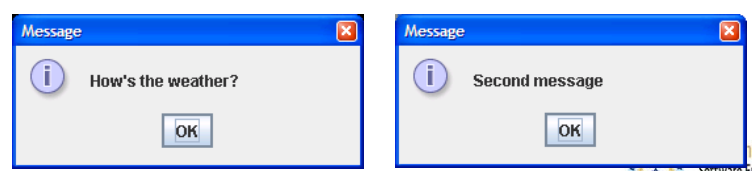 Message
How's the weather?
OK
Message
Second message
OK